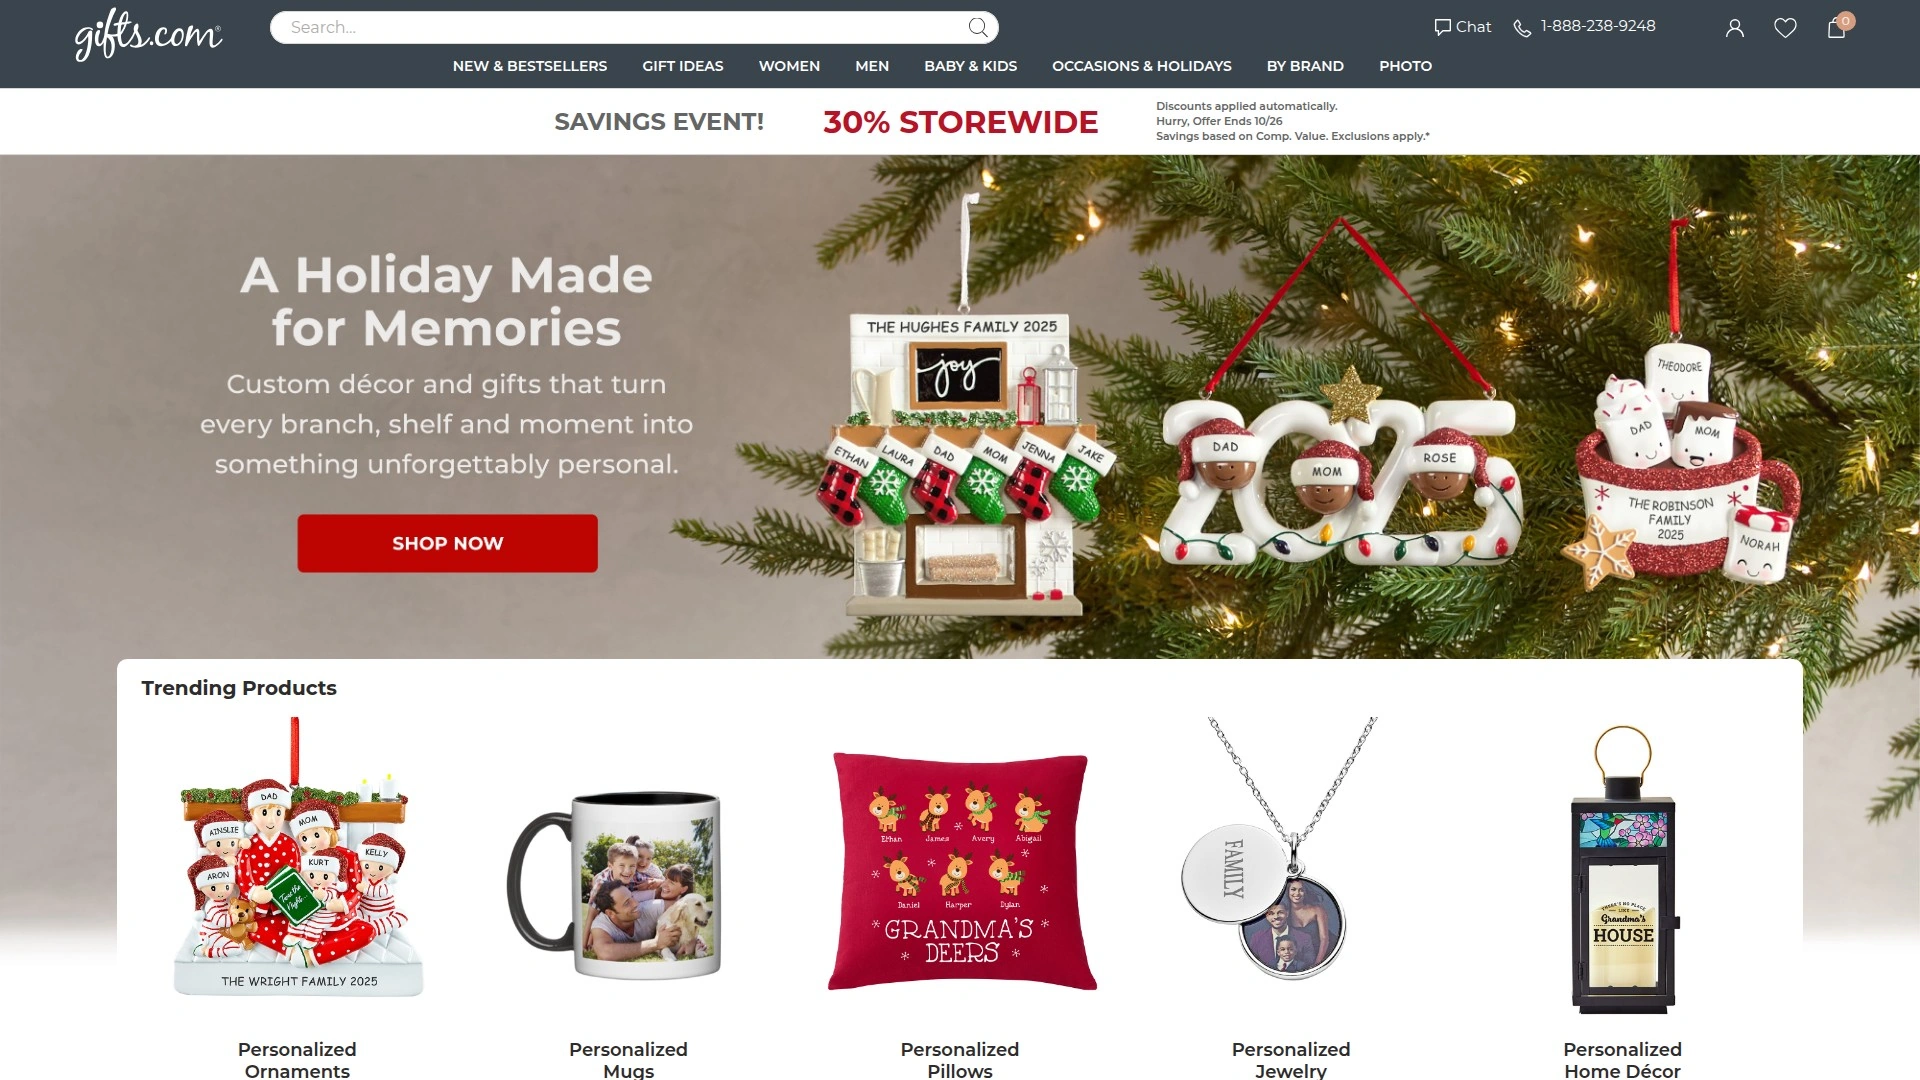 gifts.com
Search...
Chat
1-888-238-9248
0
NEW & BESTSELLERS
GIFT IDEAS
WOMEN
MEN
BABY & KIDS
OCCASIONS & HOLIDAYS
BY BRAND
PHOTO
SAVINGS EVENT!
30% STOREWIDE
Discounts applied automatically.
Hurry, Offer Ends 10/26
Savings based on Comp. Value. Exclusions apply.*
A Holiday Made
for Memories
Custom décor and gifts that turn
every branch, shelf and moment into
something unforgettably personal.
SHOP NOW
THE HUGHES FAMILY 2025
joy
ETHAN
LAURA
DAD
MOM
JENNA
JAKE
2025
DAD
MOM
ROSE
THEODORE
DAD
MOM
THE ROBINSON
FAMILY
2025
NORAH
Trending Products
DAD
MOM
AINSLIE
KURT
KELLY
ARON
THE WRIGHT FAMILY 2025
Ethan
James
Avery
Abigail
Daniel
Harper
Dylan
GRANDMA'S
DEERS
FAMILY
THERE'S NO PLACE
LIKE
Grandma's
HOUSE
Personalized
Ornaments
Personalized
Mugs
Personalized
Pillows
Personalized
Jewelry
Personalized
Home Décor